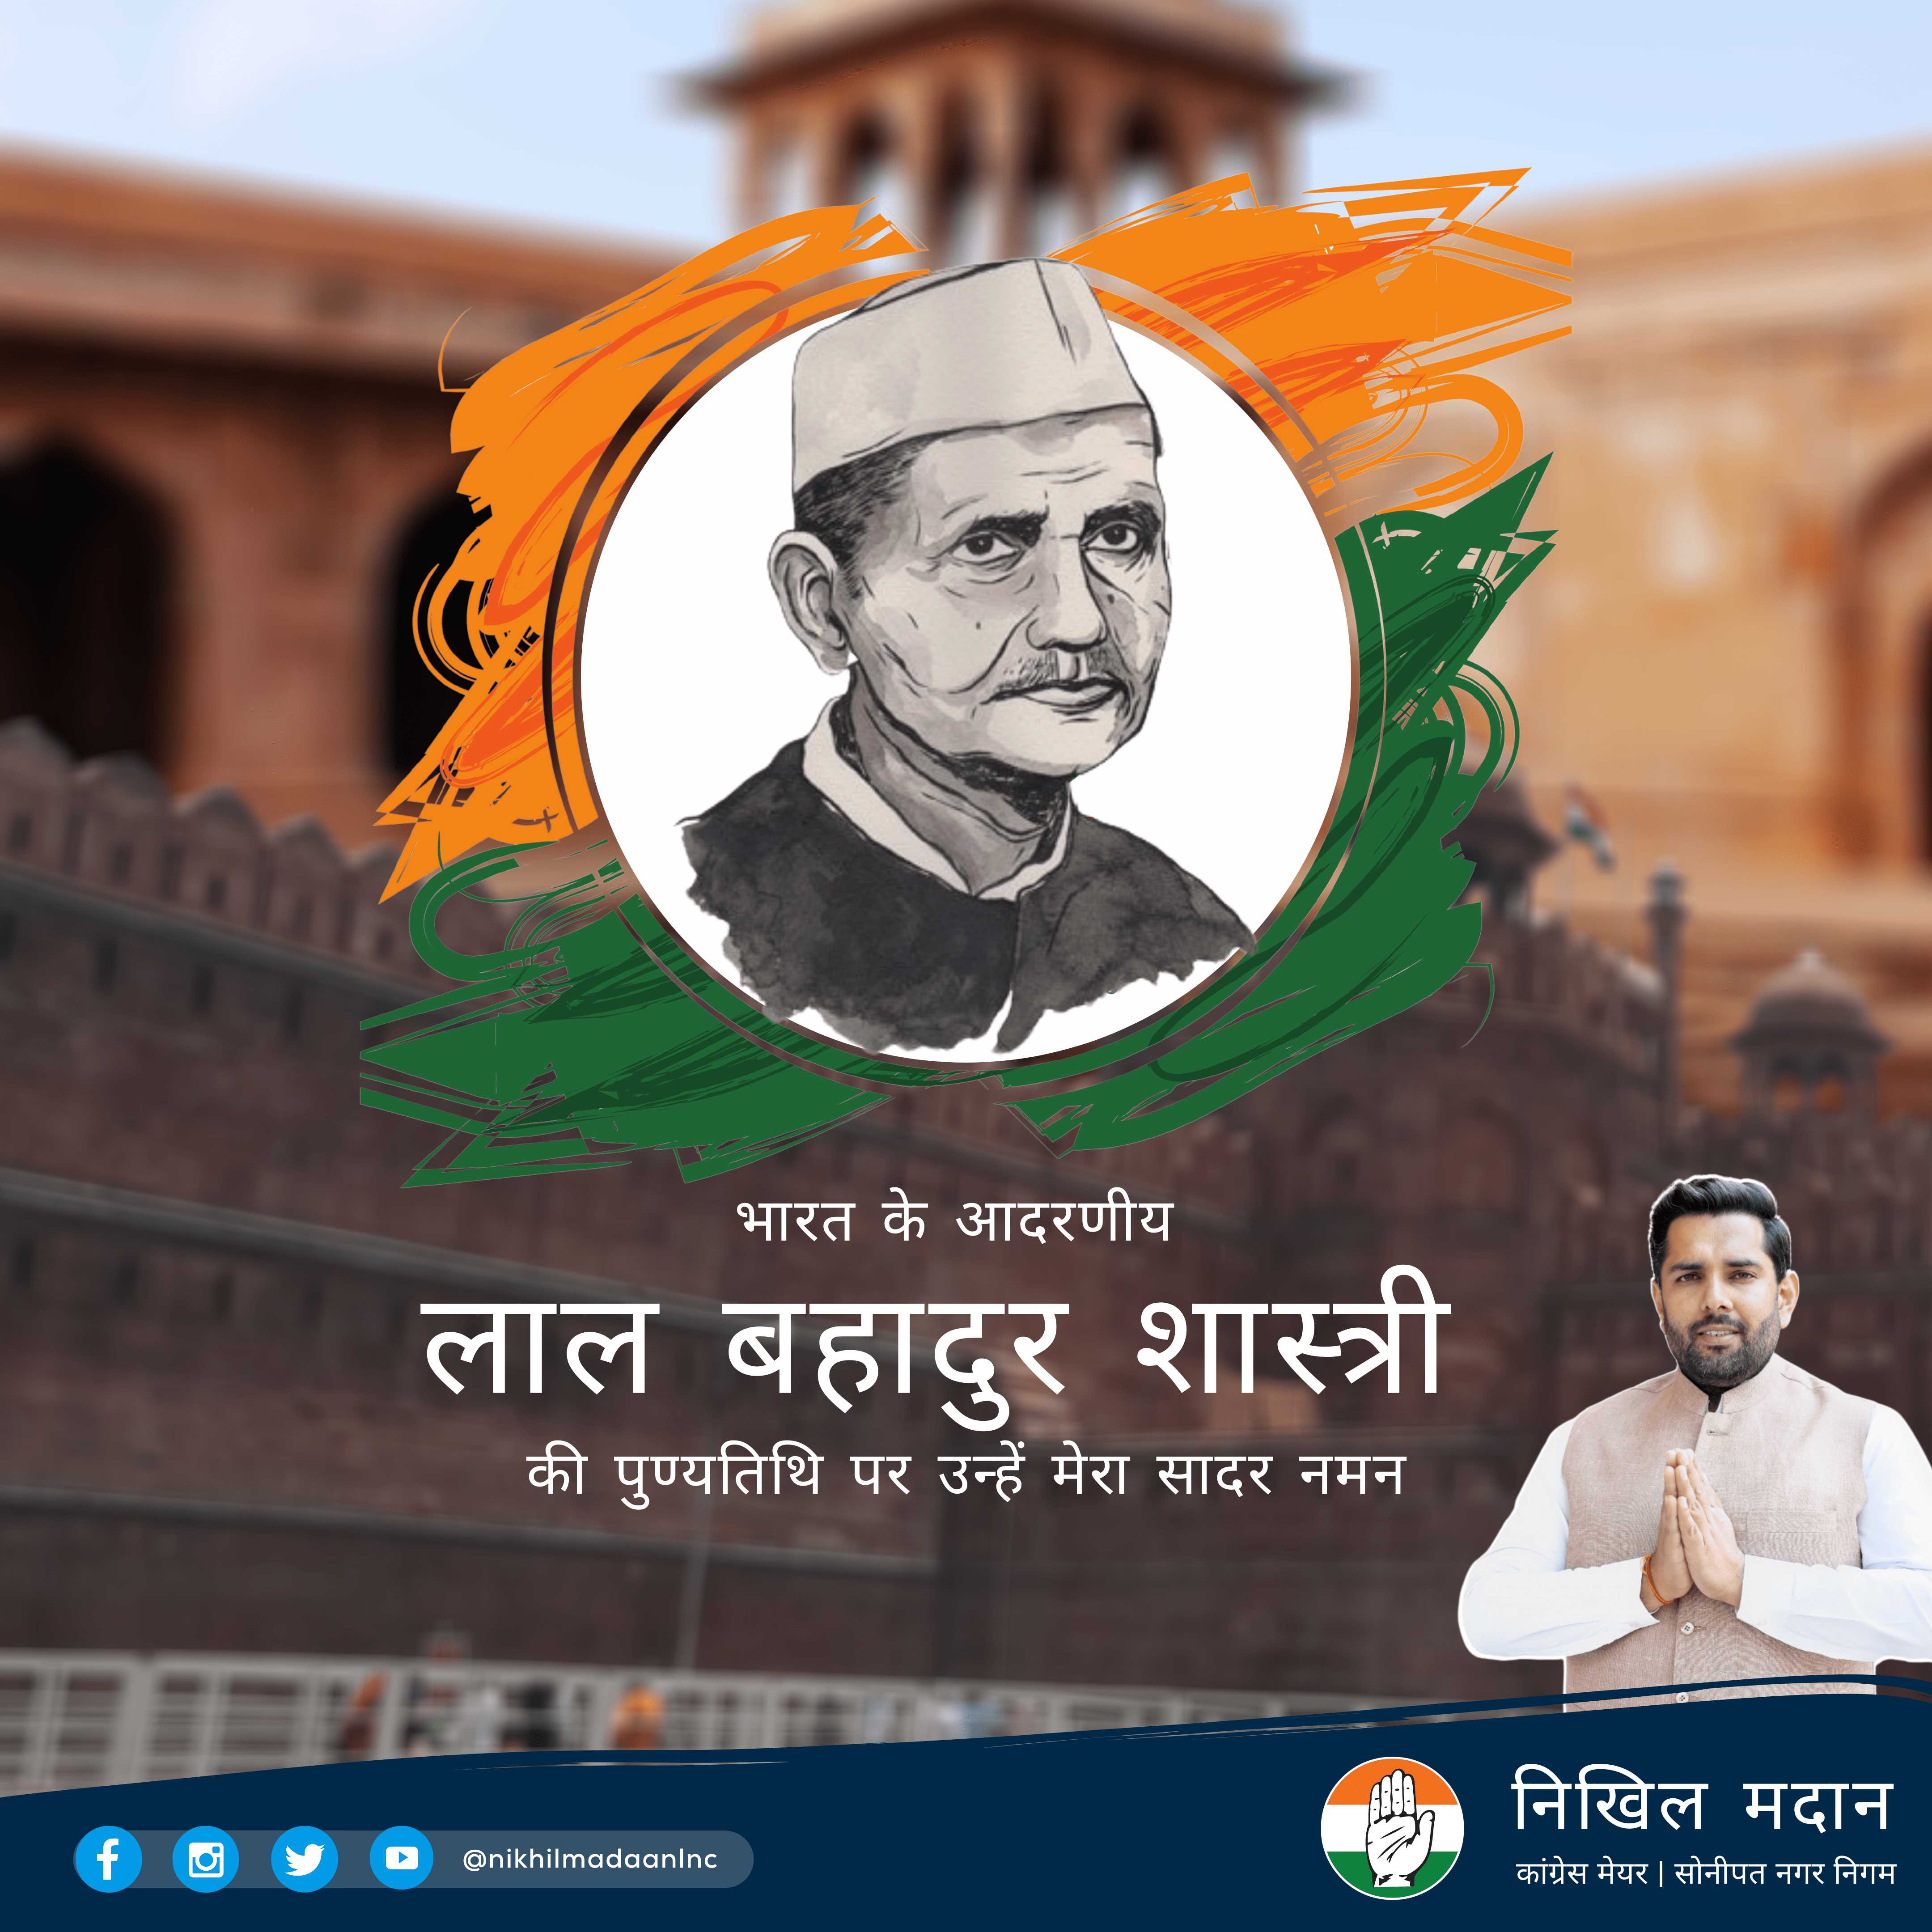 भारत के आदरणीय
लाल बहादुर शास्त्री
की पुण्यतिथि पर उन्हें मेरा सादर नमन
@nikhilmadaanInc
निखिल मदान
कांग्रेस मेयर | सोनीपत नगर निगम